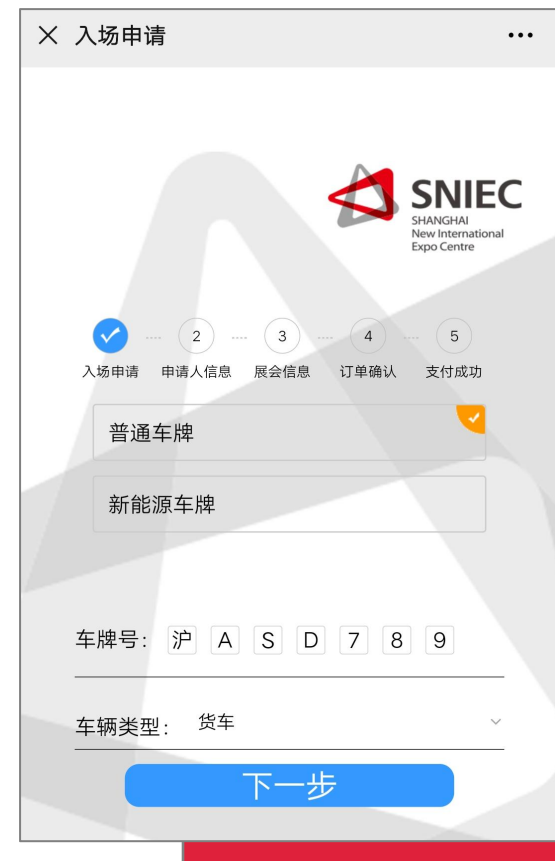 入场申请
SNIEC
SHANGHAI
New International
Expo Centre
2 3 4 5
入场申请 申请人信息 展会信息 订单确认 支付成功
普通车牌
新能源车牌
车牌号: 沪 A S D 7 8 9
车辆类型: 货车
下一步